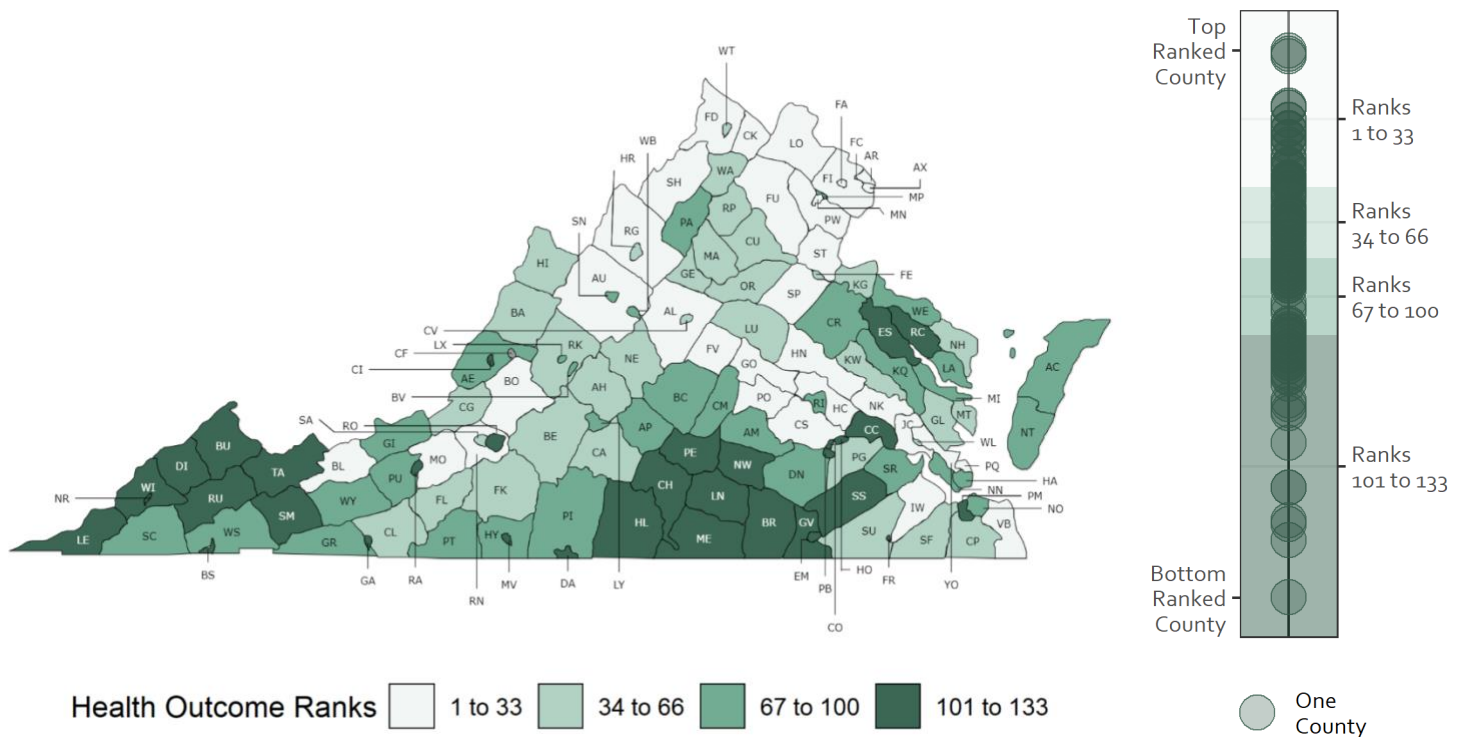 WT
FD
CK
LO
FA
FC
AR
AX
FI
MP
MN
WB
HR
SH
WA
FU
PW
SN
RG
PA
RP
CU
ST
HI
AU
MA
GE
OR
SP
FE
KG
BA
AL
CV
LX
CF
CI
RK
NE
LU
CR
ES
RC
WE
NH
FV
HN
KW
KQ
LA
AC
AE
BO
AH
GO
BV
CG
BC
CM
PO
RI
HC
NK
MI
GL
MT
NT
SA
RO
GI
BE
AP
AM
CS
CC
JC
WL
BU
DI
TA
BL
MO
CA
PE
NW
DN
PG
SR
PQ
HA
NN
PM
NO
NR
WI
RU
WY
PU
FL
FK
CH
LN
SS
IW
VB
LE
SC
WS
SM
GR
CL
PT
HY
PI
HL
ME
BR
GV
SU
SF
CP
BS
GA
RA
RN
MV
DA
LY
EM
PB
HO
CO
FR
YO
Health Outcome Ranks
1 to 33
34 to 66
67 to 100
101 to 133
Top
Ranked
County
Ranks
1 to 33
Ranks
34 to 66
Ranks
67 to 100
Ranks
101 to 133
Bottom
Ranked
County
One
County